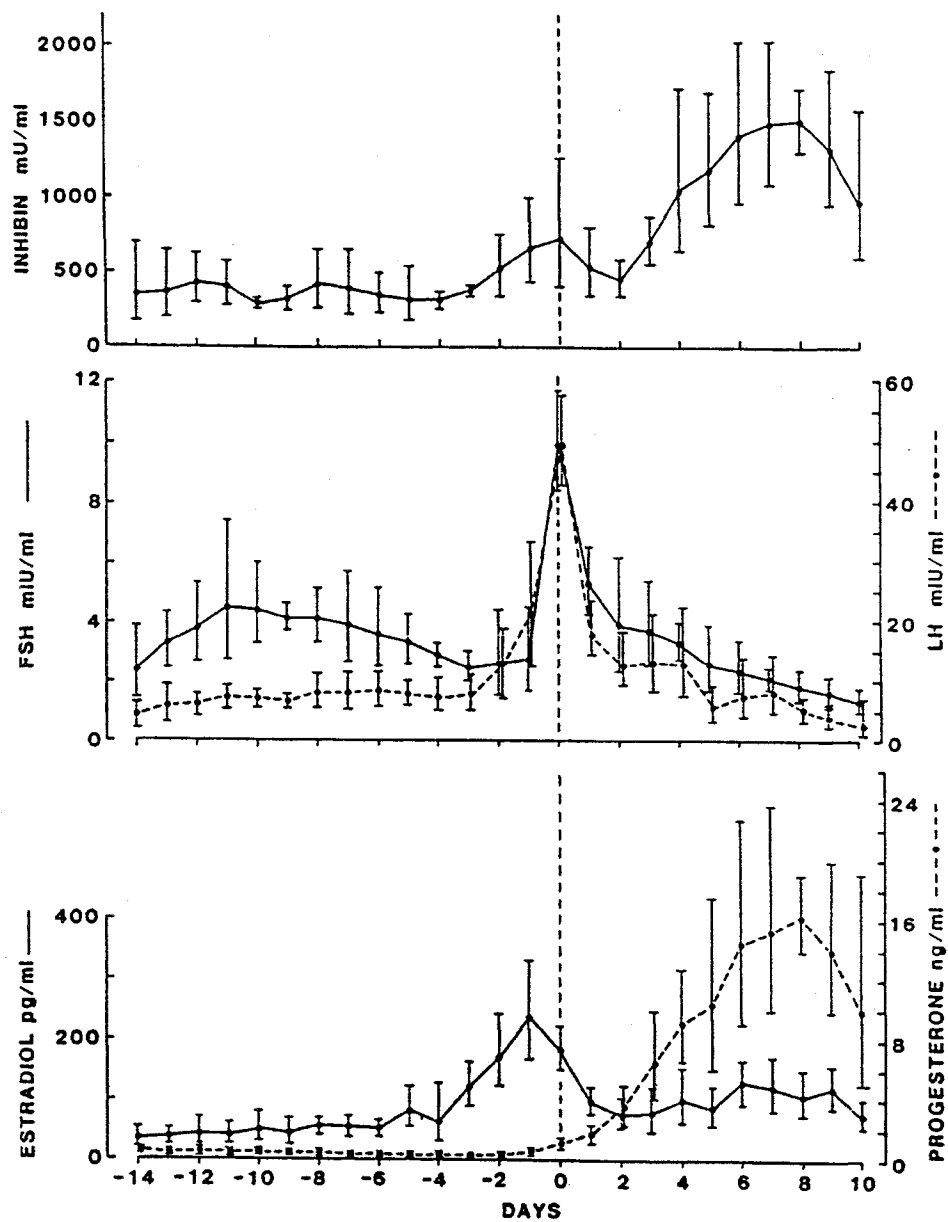 INHIBIN mU/ml
2000
1500
1000
500
0
FSH mIU/ml
12
8
4
0
LH mIU/ml
60
40
20
0
ESTRADIOL pg/ml
400
200
0
PROGESTERONE ng/ml
24
16
8
0
-14 -12 -10 -8 -6 -4 -2 0 2 4 6 8 10
DAYS